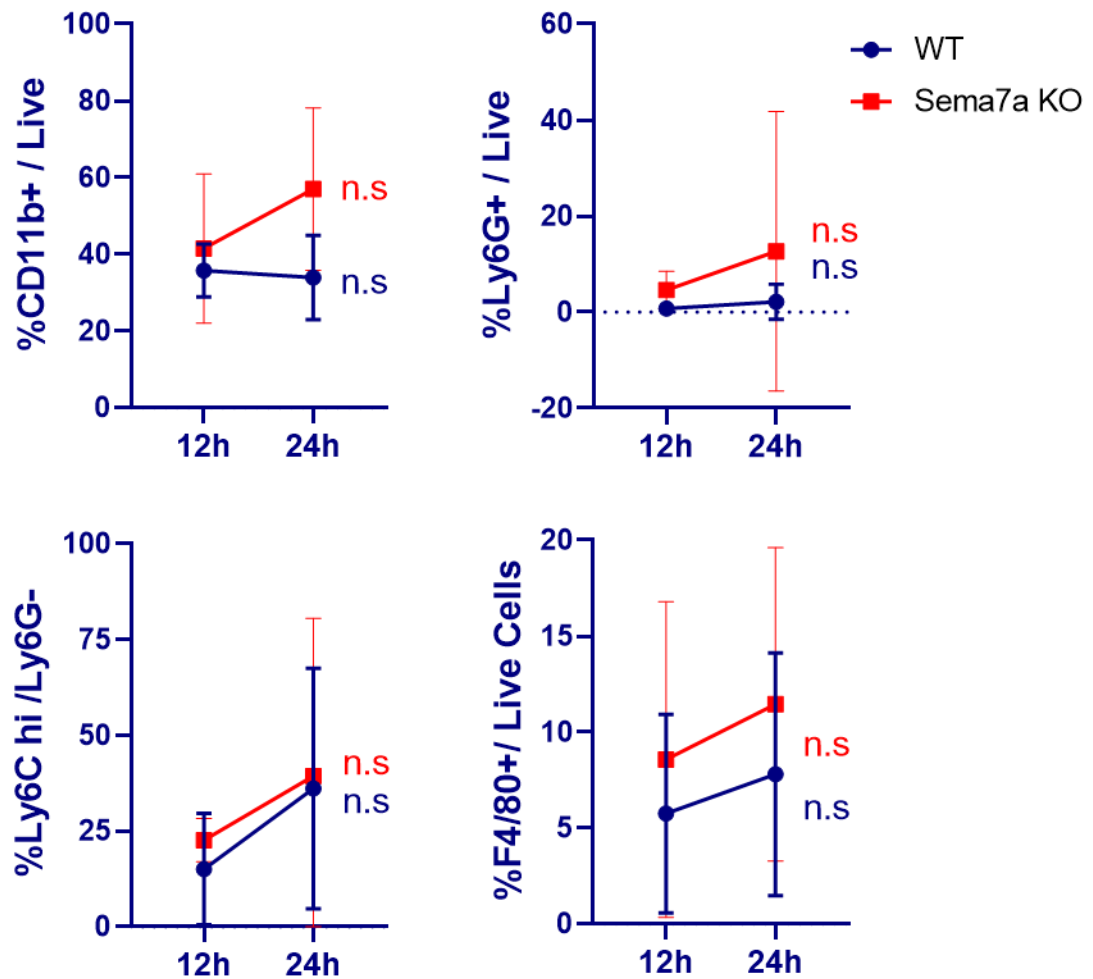 %CD11b+ / Live
100
80
60
40
20
0
12h
24h
n.s
n.s
%Ly6G+ / Live
60
40
20
0
-20
12h
24h
n.s
n.s
WT
Sema7a KO
%Ly6C hi /Ly6G-
100
75
50
25
0
12h
24h
n.s
n.s
%F4/80+/ Live Cells
20
15
10
5
0
12h
24h
n.s
n.s